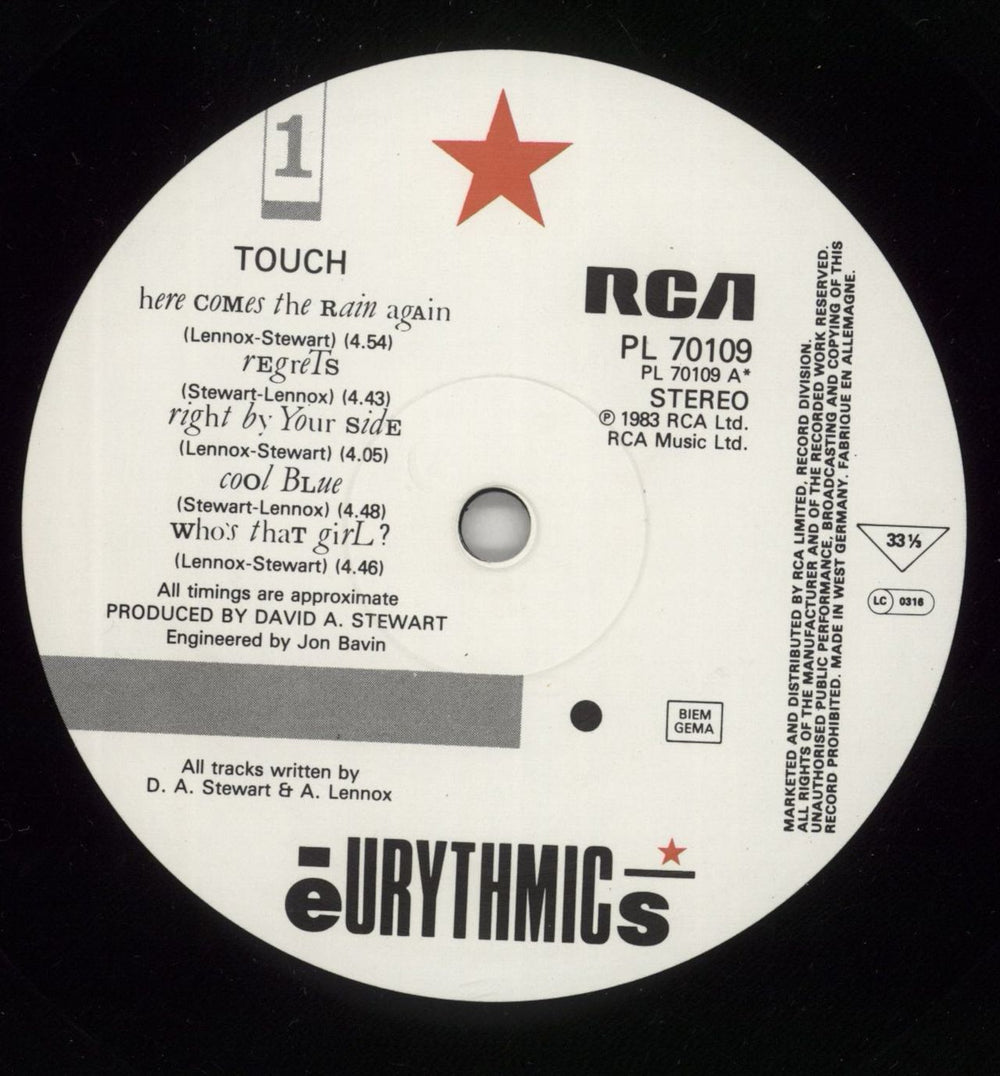 1
TOUCH
here COMes the Rain agAin
(Lennox-Stewart) (4.54)
rEgreTs
(Stewart-Lennox) (4.43)
right by Your SidE
(Lennox-Stewart) (4.05)
coOl BLue
(Stewart-Lennox) (4.48)
Who's thaT girL?
(Lennox-Stewart) (4.46)
All timings are approximate
PRODUCED BY DAVID A. STEWART
Engineered by Jon Bavin
All tracks written by
D. A. Stewart & A. Lennox
RCA
PL 70109
PL 70109 A*
STEREO
℗ 1983 RCA Ltd.
RCA Music Ltd.
BIEM
GEMA
MARKETED AND DISTRIBUTED BY RCA LIMITED, RECORD DIVISION.
ALL RIGHTS OF THE MANUFACTURER AND OF THE RECORDED WORK RESERVED.
UNAUTHORISED PUBLIC PERFORMANCE, BROADCASTING AND COPYING OF THIS
RECORD PROHIBITED. MADE IN WEST GERMANY. FABRIQUE EN ALLEMAGNE.
33⅓
LC 0316
eURYTHMICs